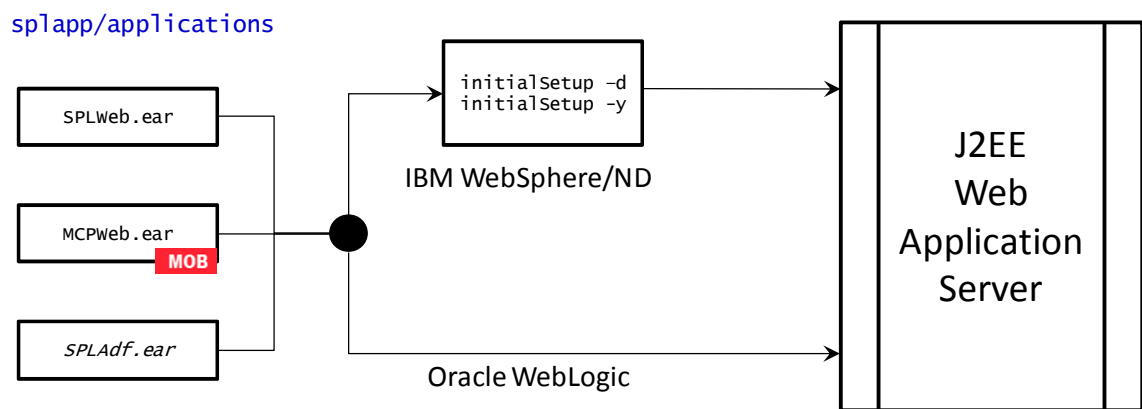 splapp/applications
SPLWeb.ear
MCPWeb.ear
MOB
SPLAdf.ear
initialSetup –d
initialSetup –y
IBM WebSphere/ND
Oracle WebLogic
J2EE
Web
Application
Server